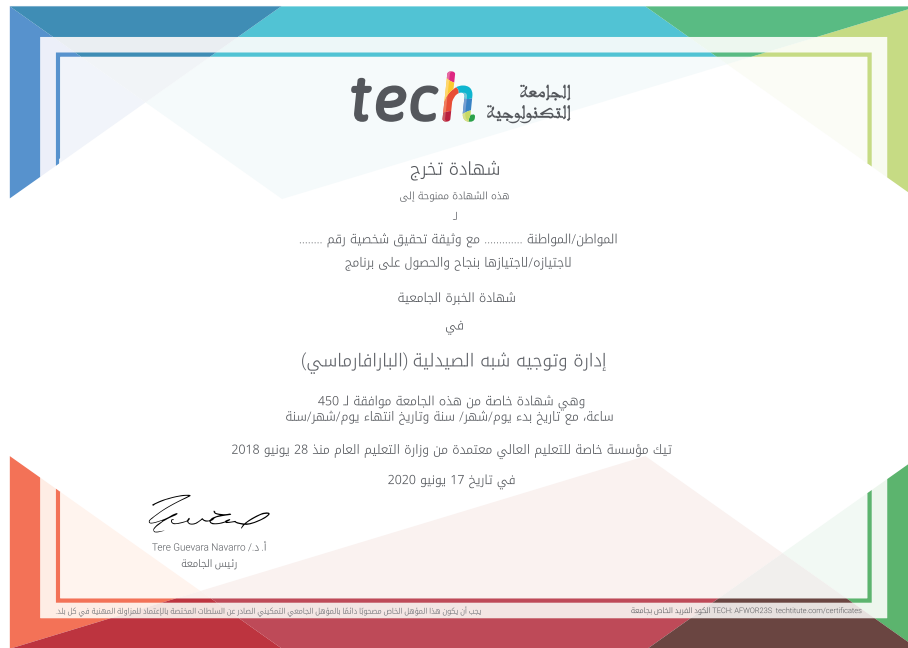 tech الجامعة
التكنولوجية
شهادة تخرج
هذه الشهادة ممنوحة إلى
لـ
المواطن/المواطنة ............ مع وثيقة تحقيق شخصية رقم ........
لاجتيازه/لاجتيازها بنجاح والحصول على برنامج
شهادة الخبرة الجامعية
في
إدارة وتوجيه شبه الصيدلية (البارافارماسي)
وهي شهادة خاصة من هذه الجامعة موافقة لـ 450
ساعة، مع تاريخ بدء يوم/شهر/ سنة وتاريخ انتهاء يوم/شهر/سنة
تيك مؤسسة خاصة للتعليم العالي معتمدة من وزارة التعليم العام منذ 28 يونيو 2018
في تاريخ 17 يونيو 2020
أ. د./ Tere Guevara Navarro
رئيس الجامعة
يجب أن يكون هذا المؤهل الخاص مصحوبًا دائمًا بالمؤهل الجامعي التمكيني الصادر عن السلطات المختصة بالإعتماد للمزاولة المهنية في كل بلد.
الكود الفريد الخاص بجامعة TECH: AFWOR23S techtitute.com/certificates